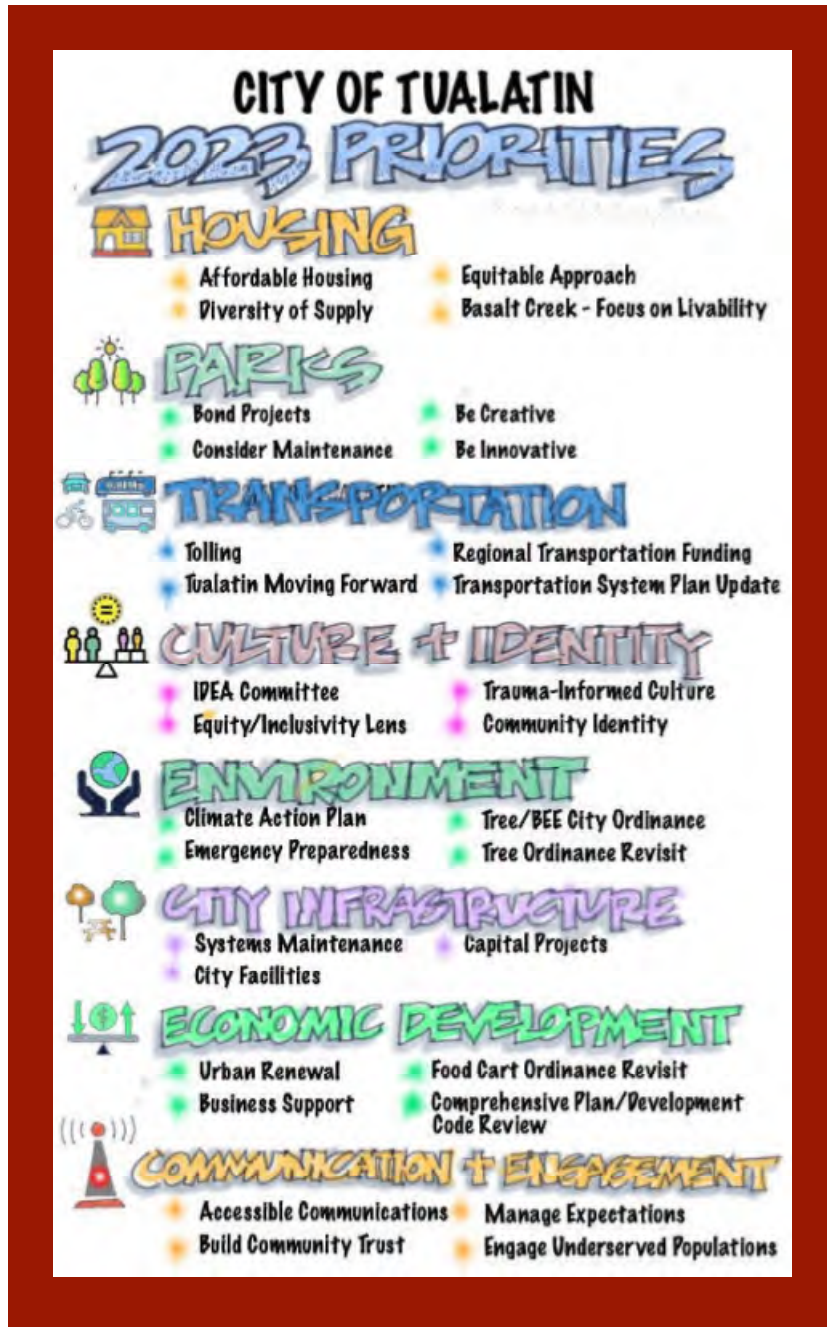 CITY OF TUALATIN
2023 PRIORITIES
HOUSING
Affordable Housing
Diversity of Supply
Equitable Approach
Basalt Creek - Focus on Livability
PARKS
Bond Projects
Consider Maintenance
Be Creative
Be Innovative
TRANSPORTATION
Tolling
Tualatin Moving Forward
Regional Transportation Funding
Transportation System Plan Update
CULTURE + IDENTITY
IDEA Committee
Equity/Inclusivity Lens
Trauma-Informed Culture
Community Identity
ENVIRONMENT
Climate Action Plan
Emergency Preparedness
Tree/BEE City Ordinance
Tree Ordinance Revisit
CITY INFRASTRUCTURE
Systems Maintenance
City Facilities
Capital Projects
ECONOMIC DEVELOPMENT
Urban Renewal
Business Support
Food Cart Ordinance Revisit
Comprehensive Plan/Development
Code Review
COMMUNICATION + ENGAGEMENT
Accessible Communications
Build Community Trust
Manage Expectations
Engage Underserved Populations